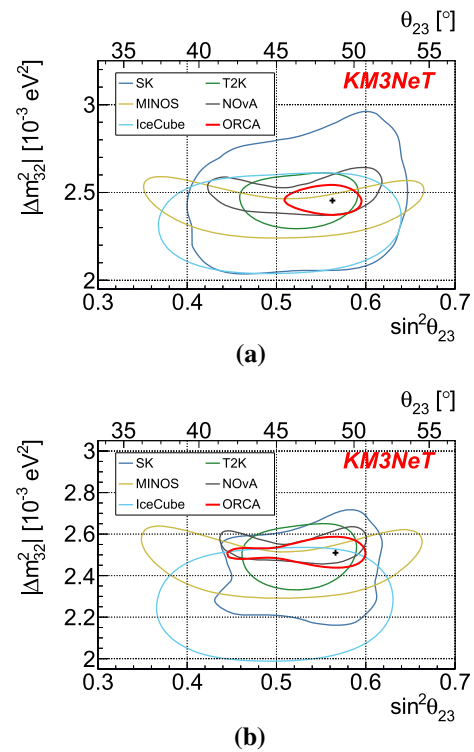 θ23 [°]
35 40 45 50 55
KM3NeT
SK T2K
MINOS NOvA
IceCube ORCA
|Δm²32| [10⁻³ eV²]
3
2.5
2
0.3 0.4 0.5 0.6 0.7
sin²θ23
(a)
θ23 [°]
35 40 45 50 55
KM3NeT
SK T2K
MINOS NOvA
IceCube ORCA
|Δm²32| [10⁻³ eV²]
3
2.8
2.6
2.4
2.2
2
0.3 0.4 0.5 0.6 0.7
sin²θ23
(b)